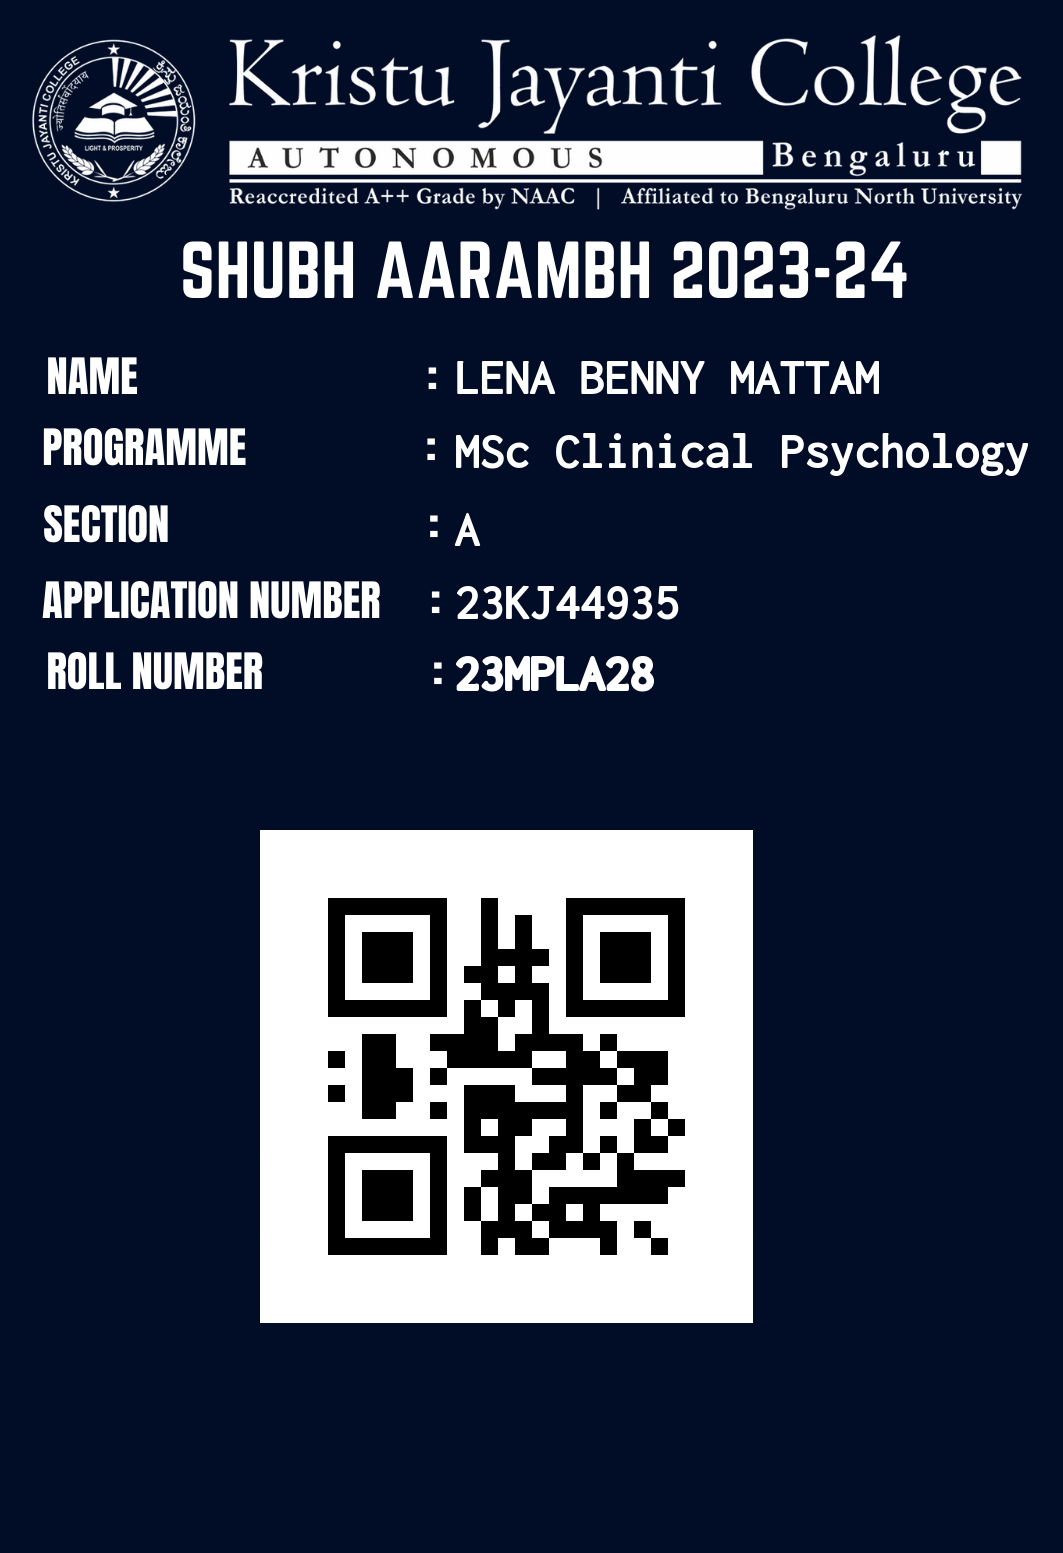 KRISTU JAYANTI COLLEGE
ಕ್ರಿಸ್ತು ಜಯಂತಿ ಕಾಲೇಜು
LIGHT & PROSPERITY
Kristu Jayanti College
AUTONOMOUS Bengaluru
Reaccredited A++ Grade by NAAC | Affiliated to Bengaluru North University
SHUBH AARAMBH 2023-24
NAME : LENA BENNY MATTAM
PROGRAMME : MSc Clinical Psychology
SECTION : A
APPLICATION NUMBER : 23KJ44935
ROLL NUMBER : 23MPLA28